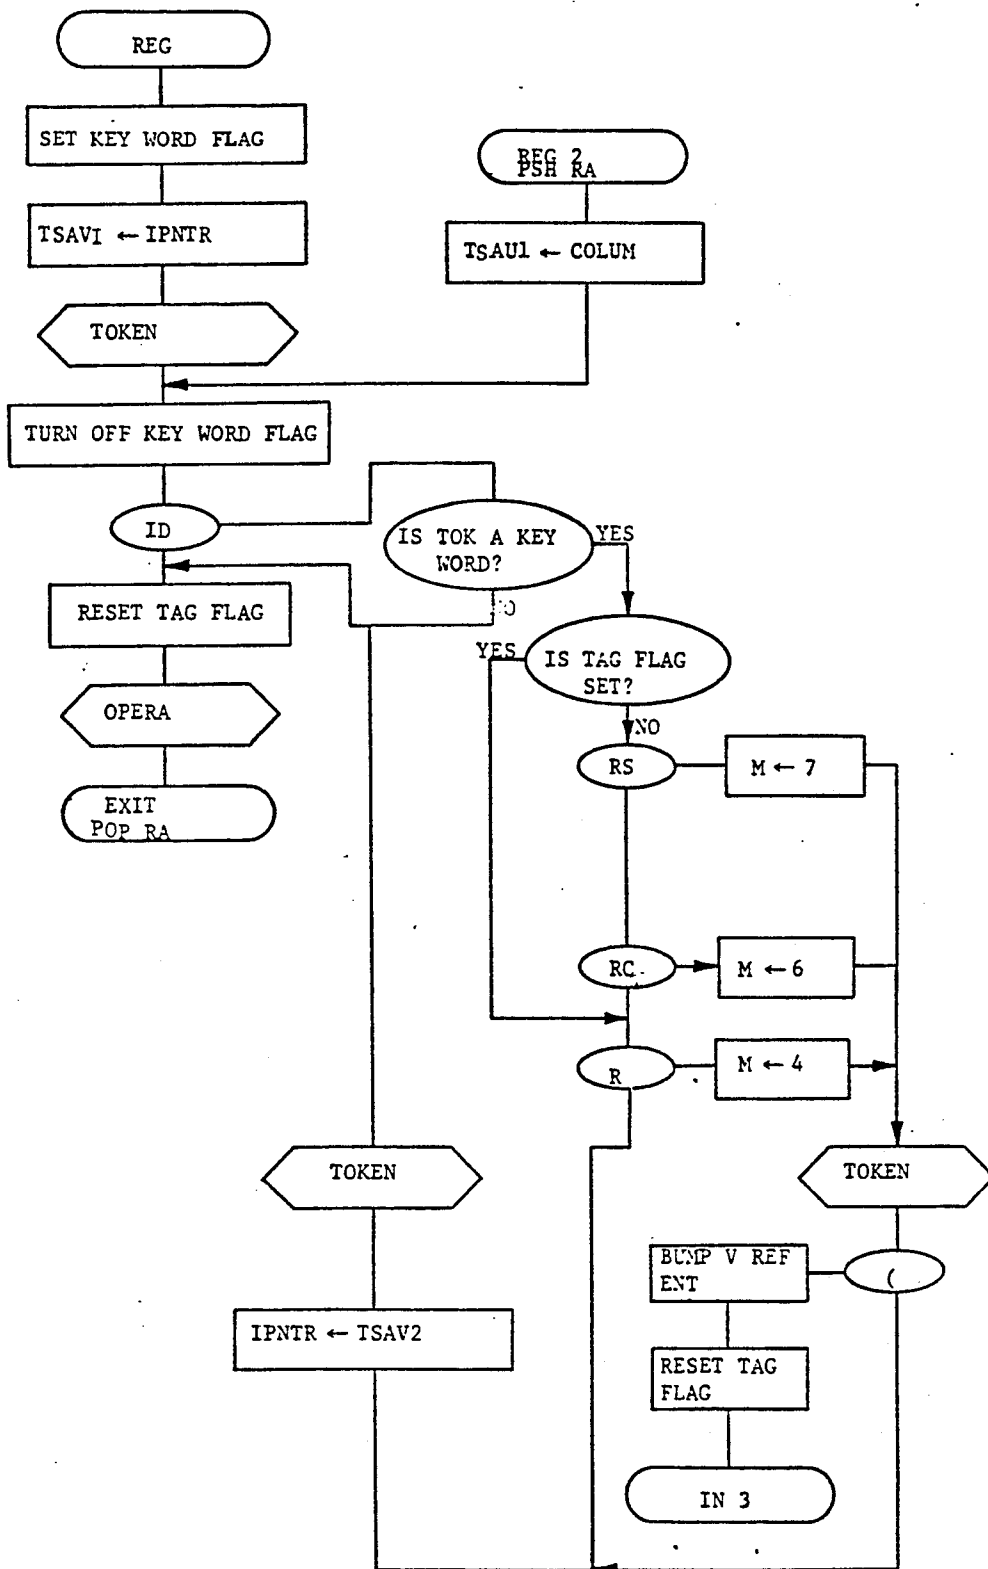 REG
SET KEY WORD FLAG
REG 2
PSH RA
TSAVI ← IPNTR
TSAU1 ← COLUM
TOKEN
TURN OFF KEY WORD FLAG
ID
IS TOK A KEY
WORD?
YES
NO
RESET TAG FLAG
YES
IS TAG FLAG
SET?
OPERA
NO
RS
M ← 7
EXIT
POP RA
RC
M ← 6
R
M ← 4
TOKEN
TOKEN
BUMP V REF
ENT
(
IPNTR ← TSAV2
RESET TAG
FLAG
IN 3